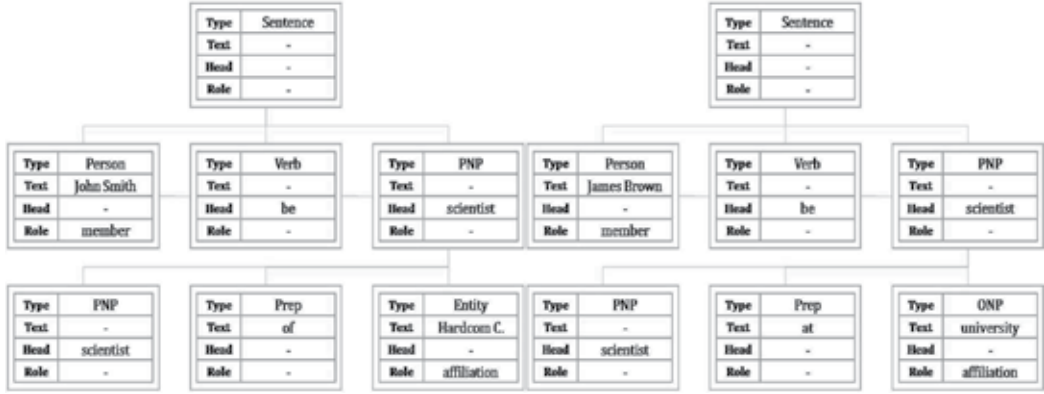 Type Sentence
Text -
Head -
Role -
Type Sentence
Text -
Head -
Role -
Type Person
Text John Smith
Head -
Role member
Type Verb
Text -
Head be
Role -
Type PNP
Text -
Head scientist
Role -
Type Person
Text James Brown
Head -
Role member
Type Verb
Text -
Head be
Role -
Type PNP
Text -
Head scientist
Role -
Type PNP
Text -
Head scientist
Role -
Type Prep
Text of
Head -
Role -
Type Entity
Text Hardcom C.
Head -
Role affiliation
Type PNP
Text -
Head scientist
Role -
Type Prep
Text at
Head -
Role -
Type ONP
Text university
Head -
Role affiliation